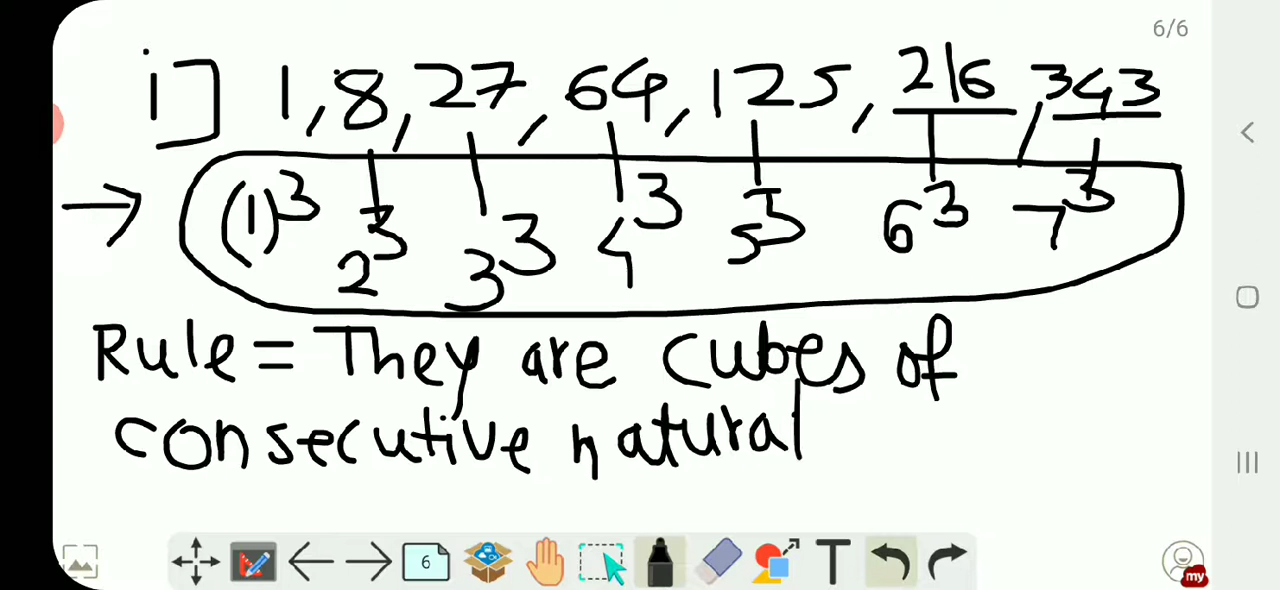 6/6
i] 1, 8, 27, 64, 125, 216, 343
→ (1)³ 2³ 3³ 4³ 5³ 6³ 7³
Rule = They are cubes of
consecutive natural
6
T
my